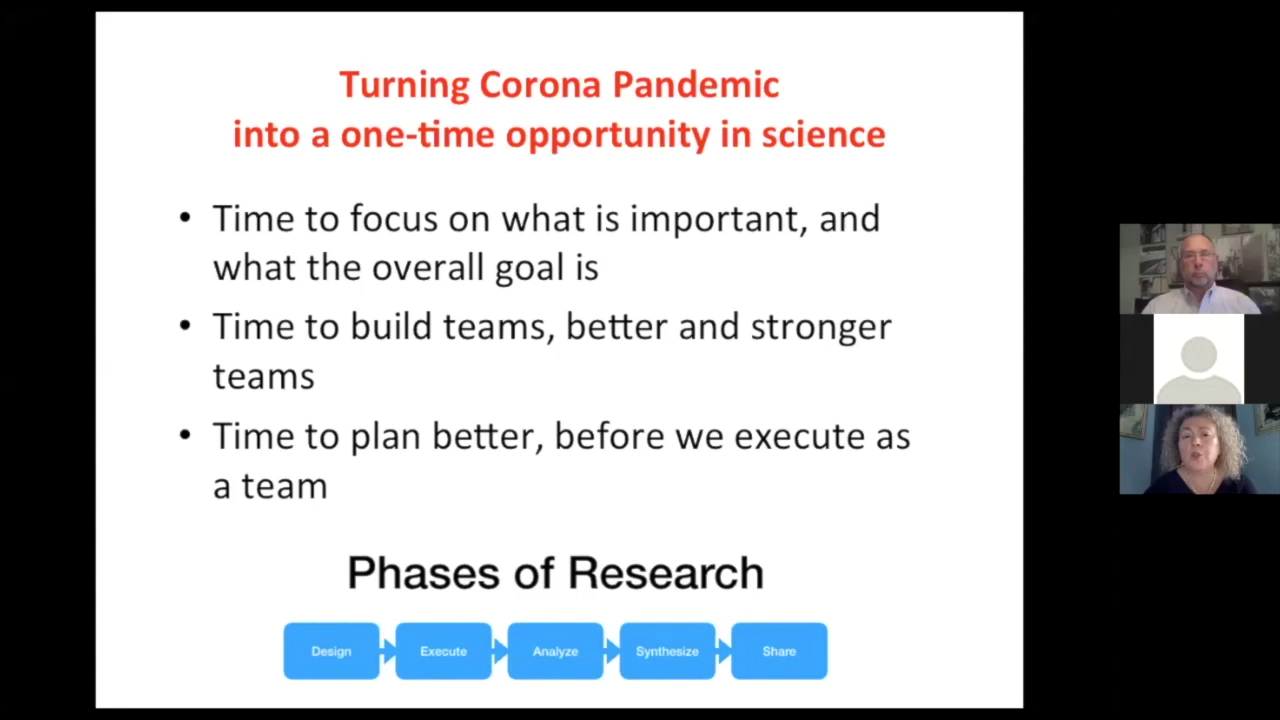 Turning Corona Pandemic
into a one-time opportunity in science
• Time to focus on what is important, and
what the overall goal is
• Time to build teams, better and stronger
teams
• Time to plan better, before we execute as
a team
Phases of Research
Design Execute Analyze Synthesize Share